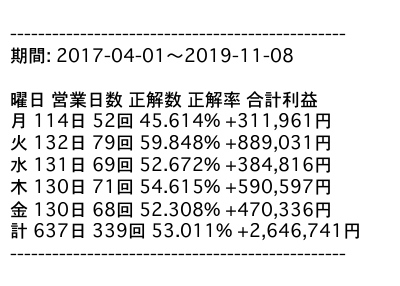 ------------------------------------------------
期間: 2017-04-01〜2019-11-08
曜日 営業日数 正解数 正解率 合計利益
月 114日 52回 45.614% +311,961円
火 132日 79回 59.848% +889,031円
水 131日 69回 52.672% +384,816円
木 130日 71回 54.615% +590,597円
金 130日 68回 52.308% +470,336円
計 637日 339回 53.011% +2,646,741円
------------------------------------------------